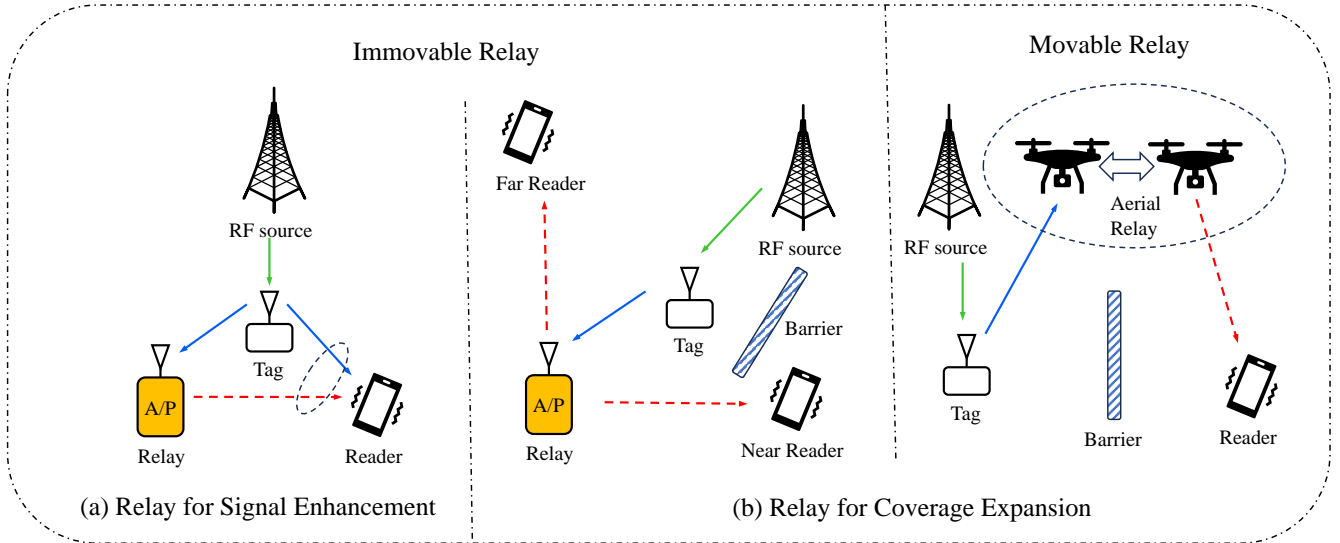 Immovable Relay
Movable Relay
RF source
Tag
A/P
Relay
Reader
(a) Relay for Signal Enhancement
Far Reader
RF source
Tag
Barrier
A/P
Relay
Near Reader
RF source
Aerial
Relay
Tag
Barrier
Reader
(b) Relay for Coverage Expansion